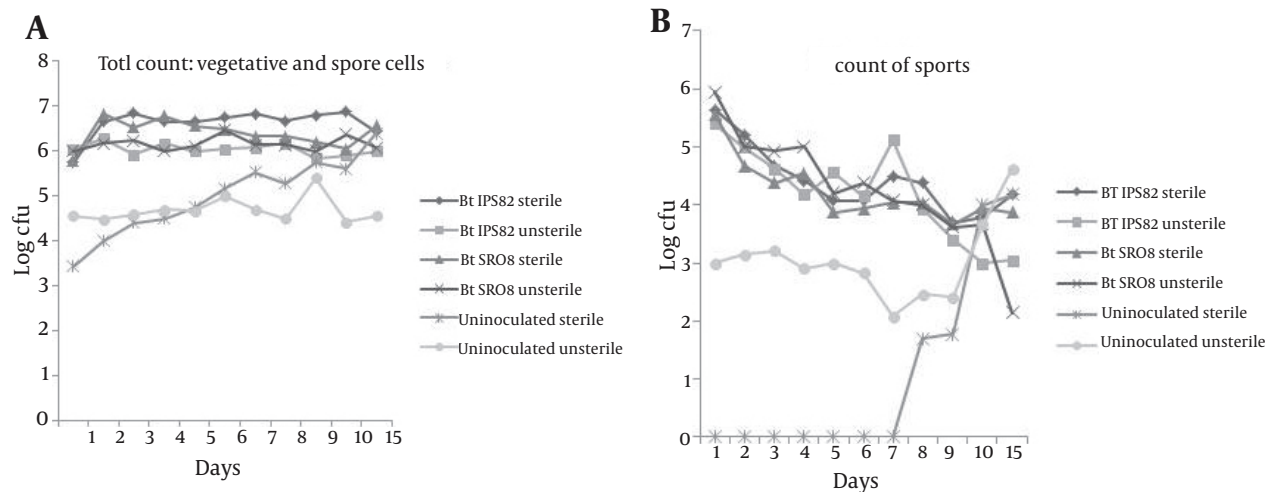 A
Totl count: vegetative and spore cells
8
7
6
5
4
3
2
1
0
Log cfu
1 2 3 4 5 6 7 8 9 10 15
Days
Bt IPS82 sterile
Bt IPS82 unsterile
Bt SRO8 sterile
Bt SRO8 unsterile
Uninoculated sterile
Uninoculated unsterile
B
count of sports
7
6
5
4
3
2
1
0
Log cfu
1 2 3 4 5 6 7 8 9 10 15
Days
BT IPS82 sterile
BT IPS82 unsterile
Bt SRO8 sterile
Bt SRO8 unsterile
Uninoculated sterile
Uninoculated unsterile